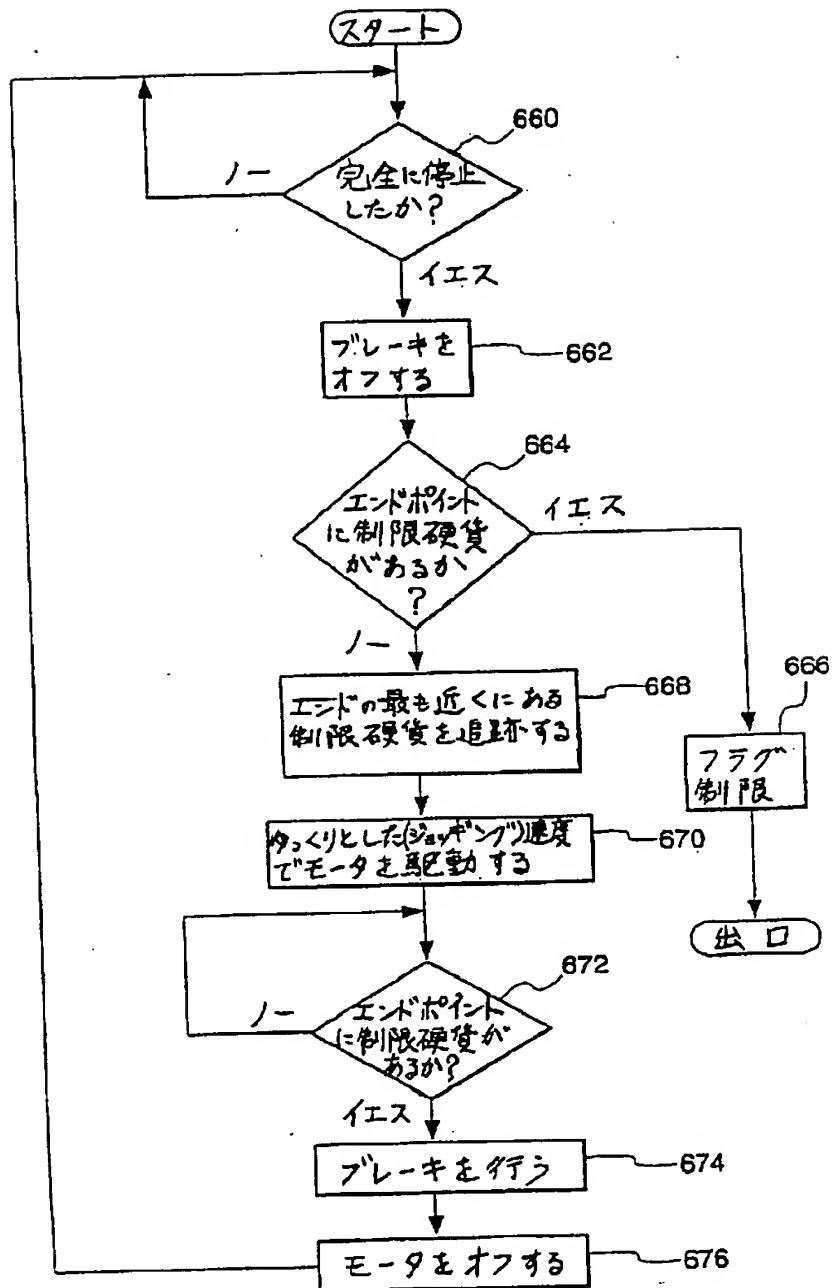 スタート
660
完全に停止
したか?
ノー
イエス
ブレーキを
オフする
662
664
エンドポイント
に制限硬貨
があるか
?
イエス
ノー
エンドの最も近くにある
制限硬貨を追跡する
668
666
フラグ
制限
ゆっくりとした(ジョッギング)速度
でモータを駆動する
670
出口
672
エンドポイント
に制限硬貨が
あるか?
ノー
イエス
ブレーキを行う
674
モータをオフする
676